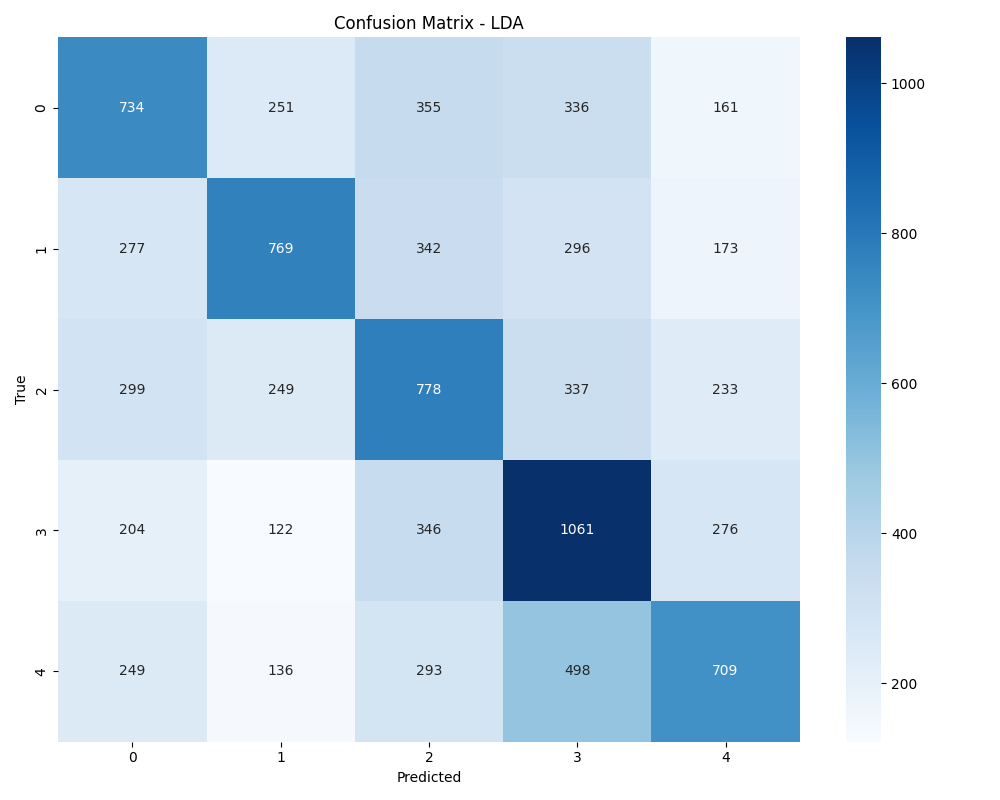 Confusion Matrix - LDA
True
0 734 251 355 336 161
1 277 769 342 296 173
2 299 249 778 337 233
3 204 122 346 1061 276
4 249 136 293 498 709
0 1 2 3 4
Predicted
1000
800
600
400
200